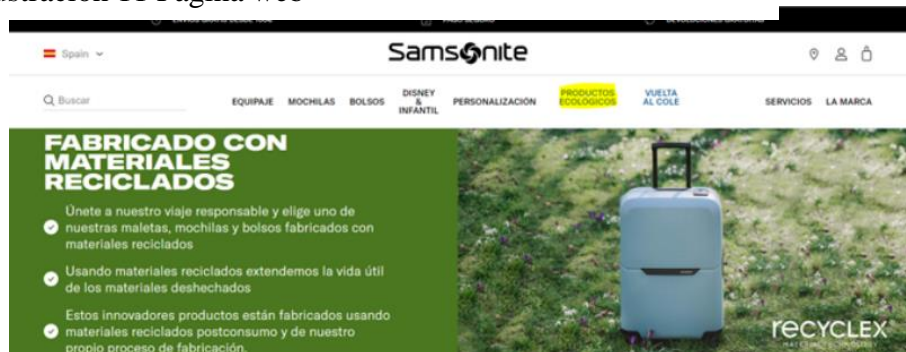 Página web
Spain
Samsonite
Buscar
EQUIPAJE
MOCHILAS
BOLSOS
DISNEY
&
INFANTIL
PERSONALIZACIÓN
PRODUCTOS
ECOLÓGICOS
VUELTA
AL COLE
SERVICIOS
LA MARCA
FABRICADO CON
MATERIALES
RECICLADOS
Únete a nuestro viaje responsable y elige uno de
nuestras maletas, mochilas y bolsos fabricados con
materiales reciclados
Usando materiales reciclados extendemos la vida útil
de los materiales deshechados
Estos innovadores productos están fabricados usando
materiales reciclados postconsumo y de nuestro
propio proceso de fabricación.
recYCLEX